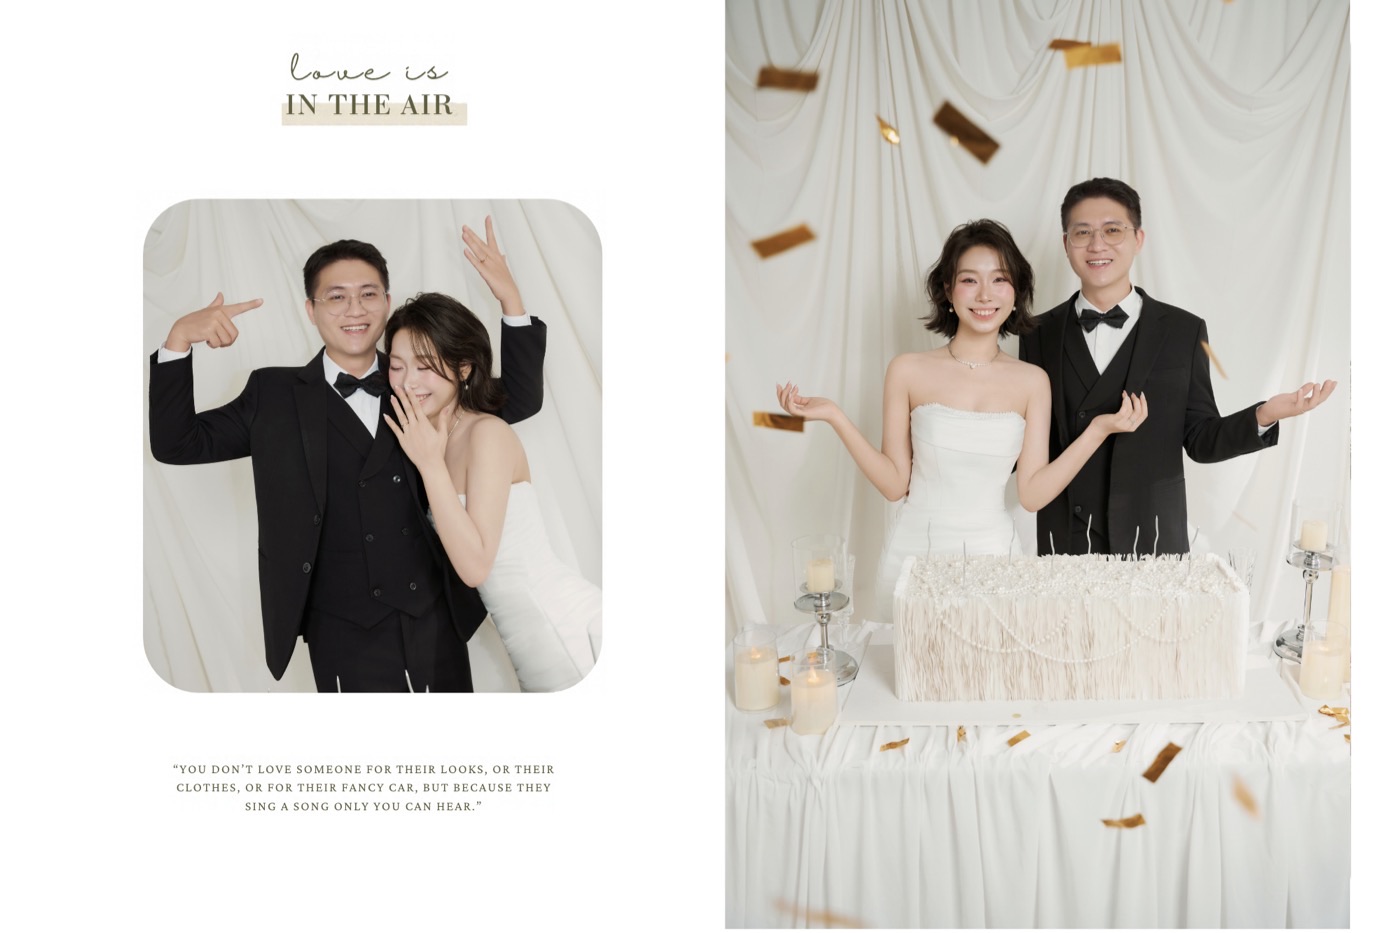 love is
IN THE AIR
“YOU DON’T LOVE SOMEONE FOR THEIR LOOKS, OR THEIR
CLOTHES, OR FOR THEIR FANCY CAR, BUT BECAUSE THEY
SING A SONG ONLY YOU CAN HEAR.”